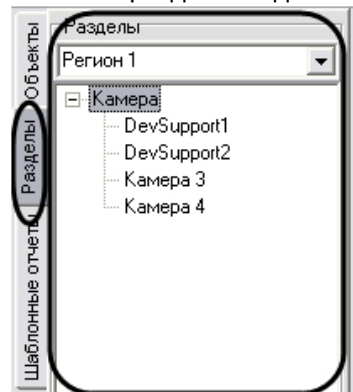 Объекты
Разделы
Шаблонные отчеты
Разделы
Регион 1
Камера
DevSupport1
DevSupport2
Камера 3
Камера 4